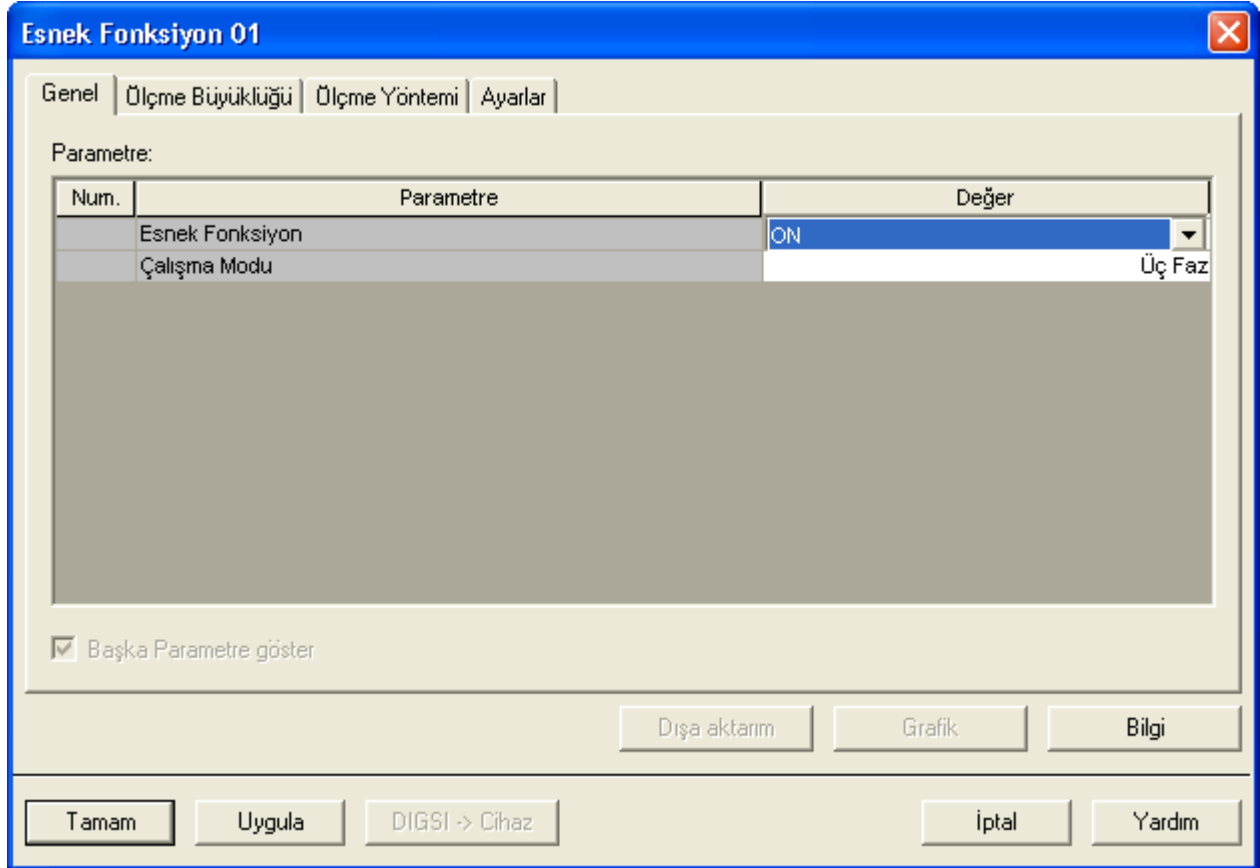 Esnek Fonksiyon 01
Genel Ölçme Büyüklüğü Ölçme Yöntemi Ayarlar
Parametre:
Num. Parametre Değer
Esnek Fonksiyon ON
Çalışma Modu Üç Faz
Başka Parametre göster
Dışa aktarım Grafik Bilgi
Tamam Uygula DIGSI -> Cihaz İptal Yardım